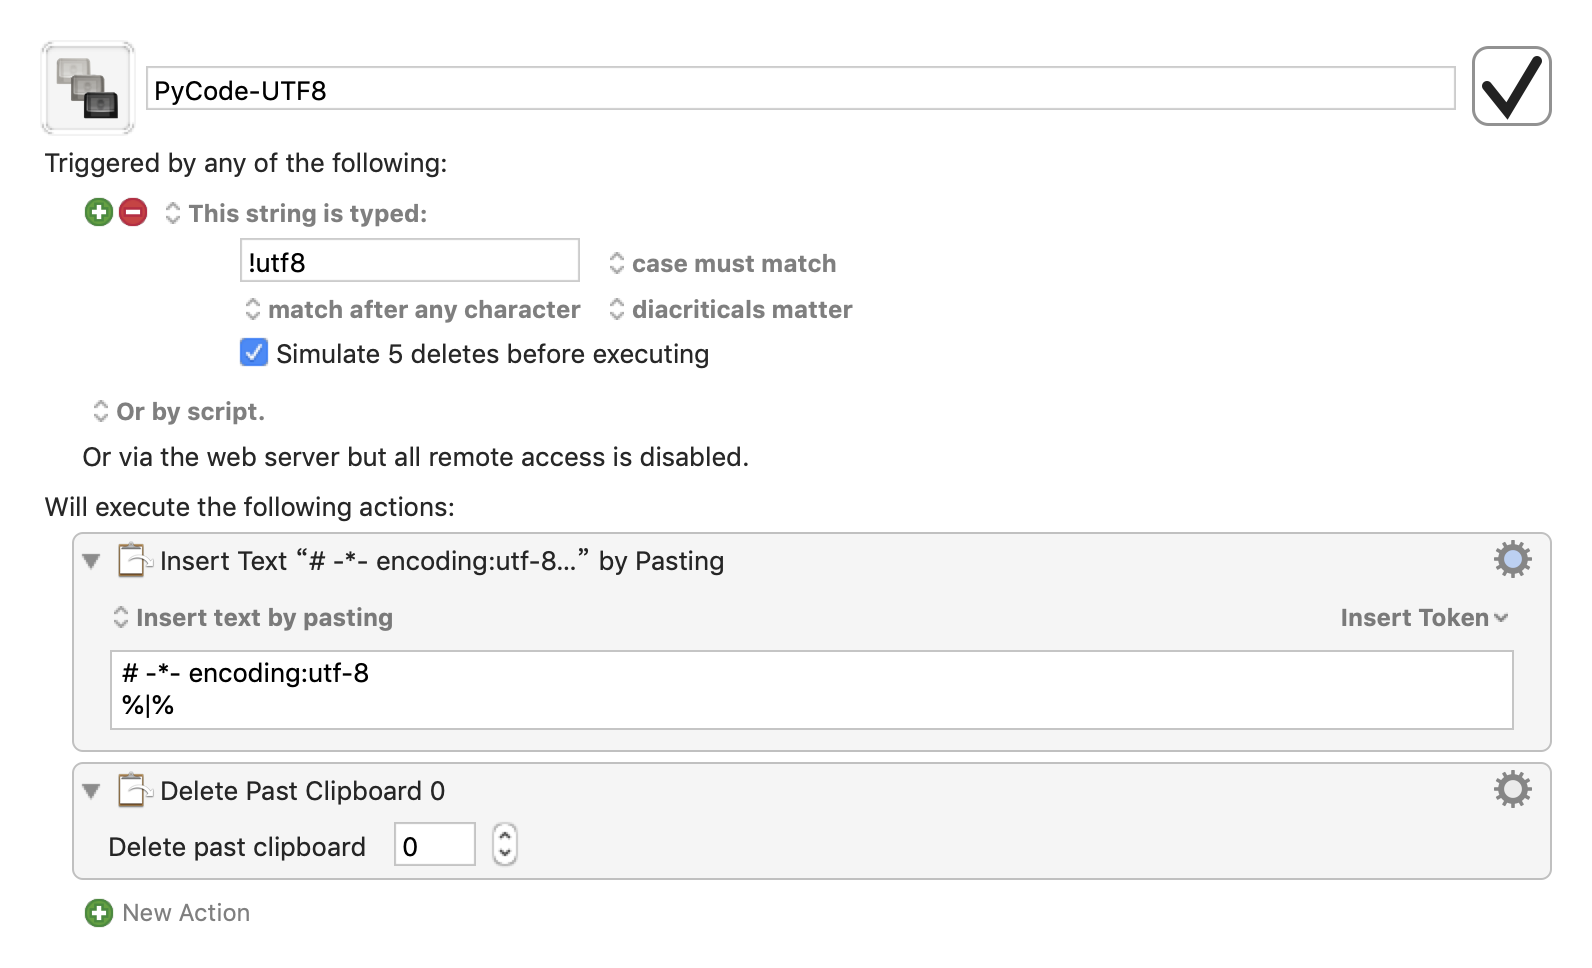 PyCode-UTF8
Triggered by any of the following:
This string is typed:
!utf8 case must match
match after any character diacriticals matter
Simulate 5 deletes before executing
Or by script.
Or via the web server but all remote access is disabled.
Will execute the following actions:
Insert Text “# -*- encoding:utf-8…” by Pasting
Insert text by pasting Insert Token
# -*- encoding:utf-8
%|%
Delete Past Clipboard 0
Delete past clipboard 0
New Action